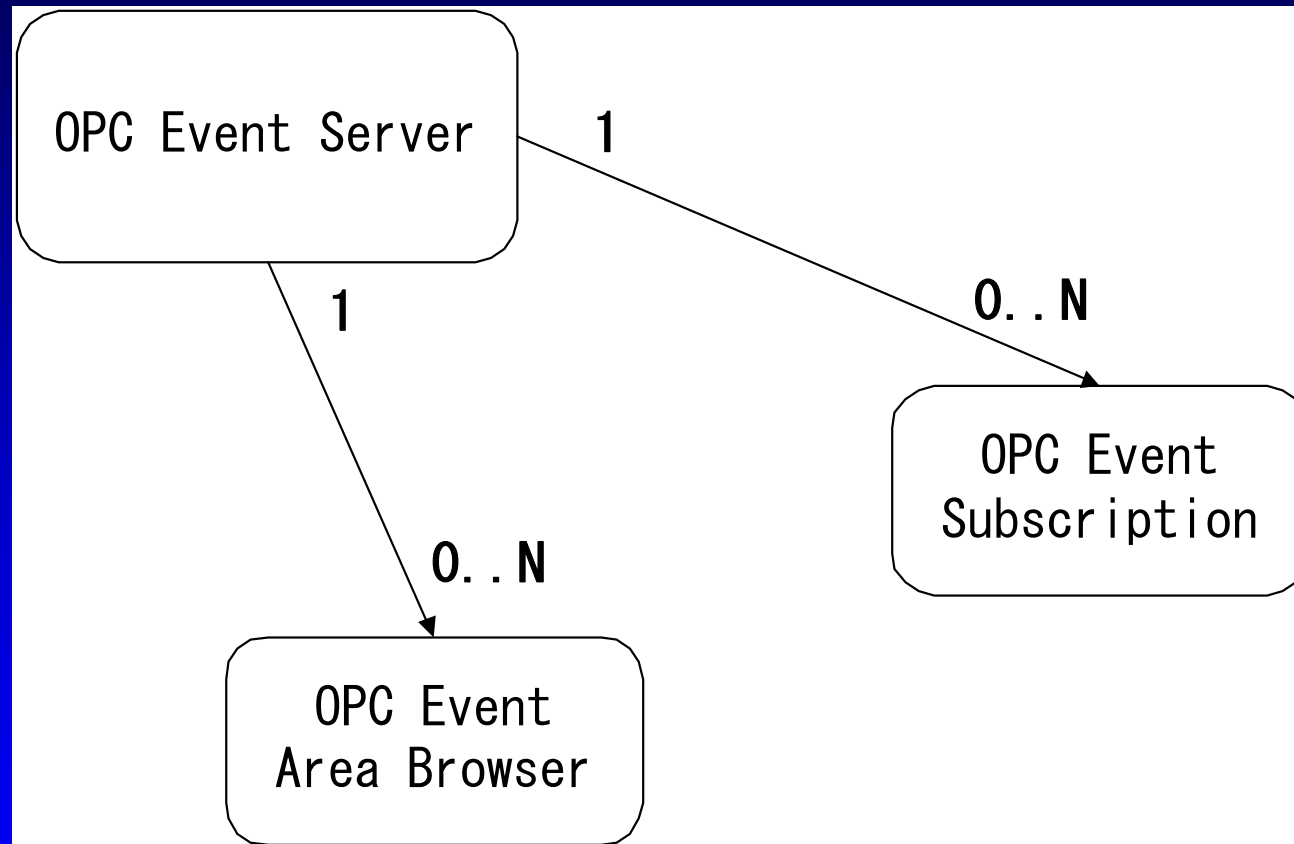 OPC Event Server
1
1
0..N
OPC Event
Subscription
0..N
OPC Event
Area Browser